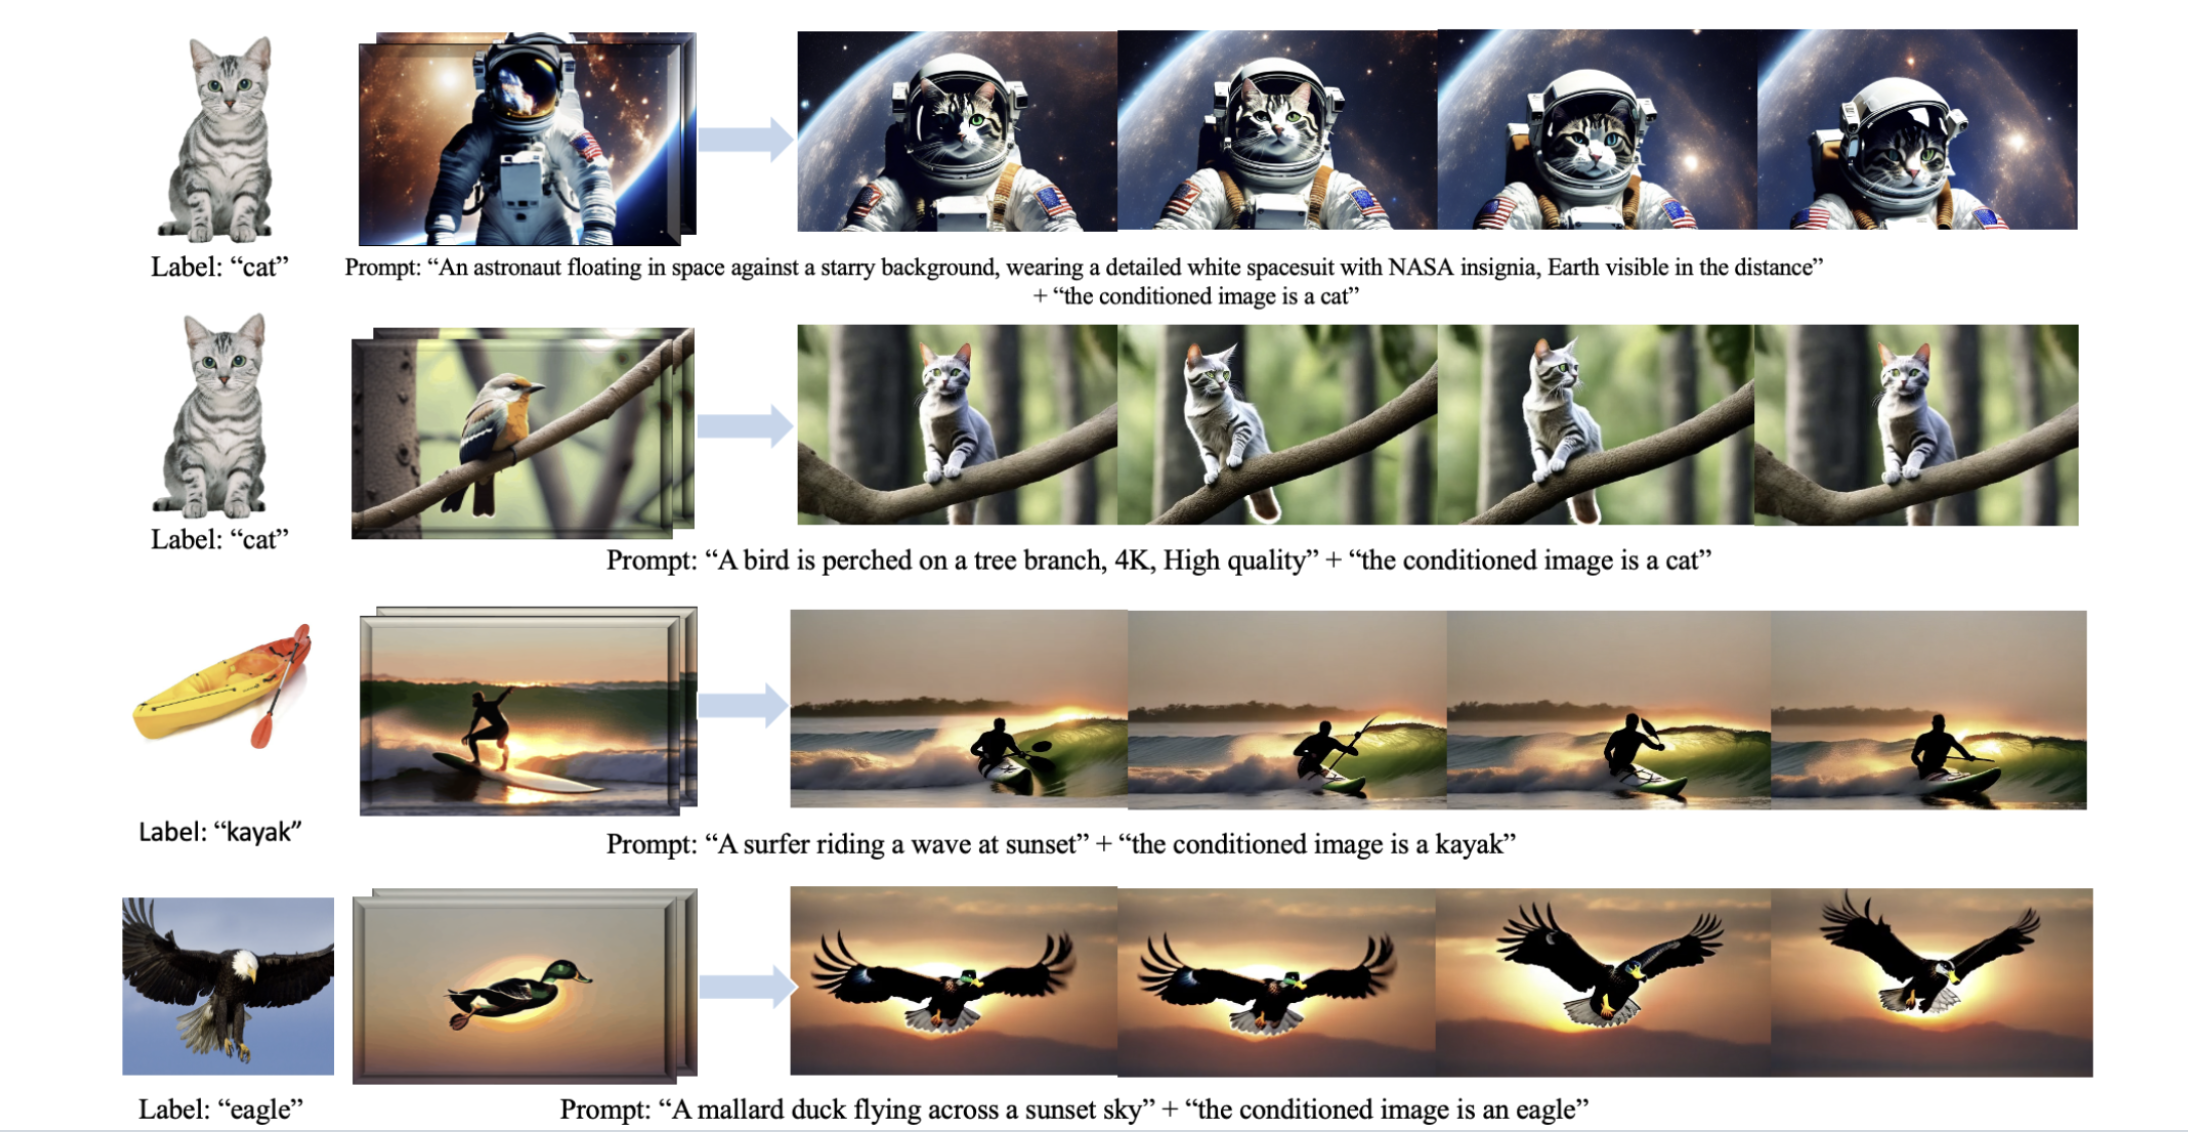 Label: “cat”
Prompt: “An astronaut floating in space against a starry background, wearing a detailed white spacesuit with NASA insignia, Earth visible in the distance”
+ “the conditioned image is a cat”
Label: “cat”
Prompt: “A bird is perched on a tree branch, 4K, High quality” + “the conditioned image is a cat”
Label: “kayak”
Prompt: “A surfer riding a wave at sunset” + “the conditioned image is a kayak”
Label: “eagle”
Prompt: “A mallard duck flying across a sunset sky” + “the conditioned image is an eagle”